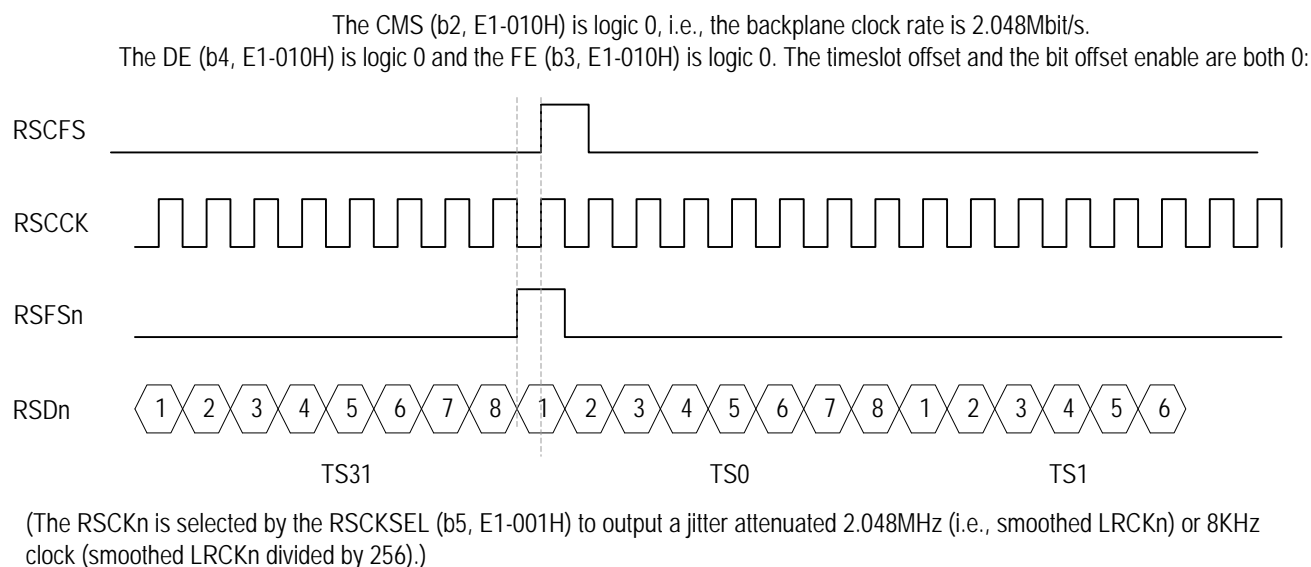 The CMS (b2, E1-010H) is logic 0, i.e., the backplane clock rate is 2.048Mbit/s.
The DE (b4, E1-010H) is logic 0 and the FE (b3, E1-010H) is logic 0. The timeslot offset and the bit offset enable are both 0:
RSCFS
RSCCK
RSFSn
RSDn 1 2 3 4 5 6 7 8 1 2 3 4 5 6 7 8 1 2 3 4 5 6
TS31 TS0 TS1
(The RSCKn is selected by the RSCKSEL (b5, E1-001H) to output a jitter attenuated 2.048MHz (i.e., smoothed LRCKn) or 8KHz
clock (smoothed LRCKn divided by 256).)